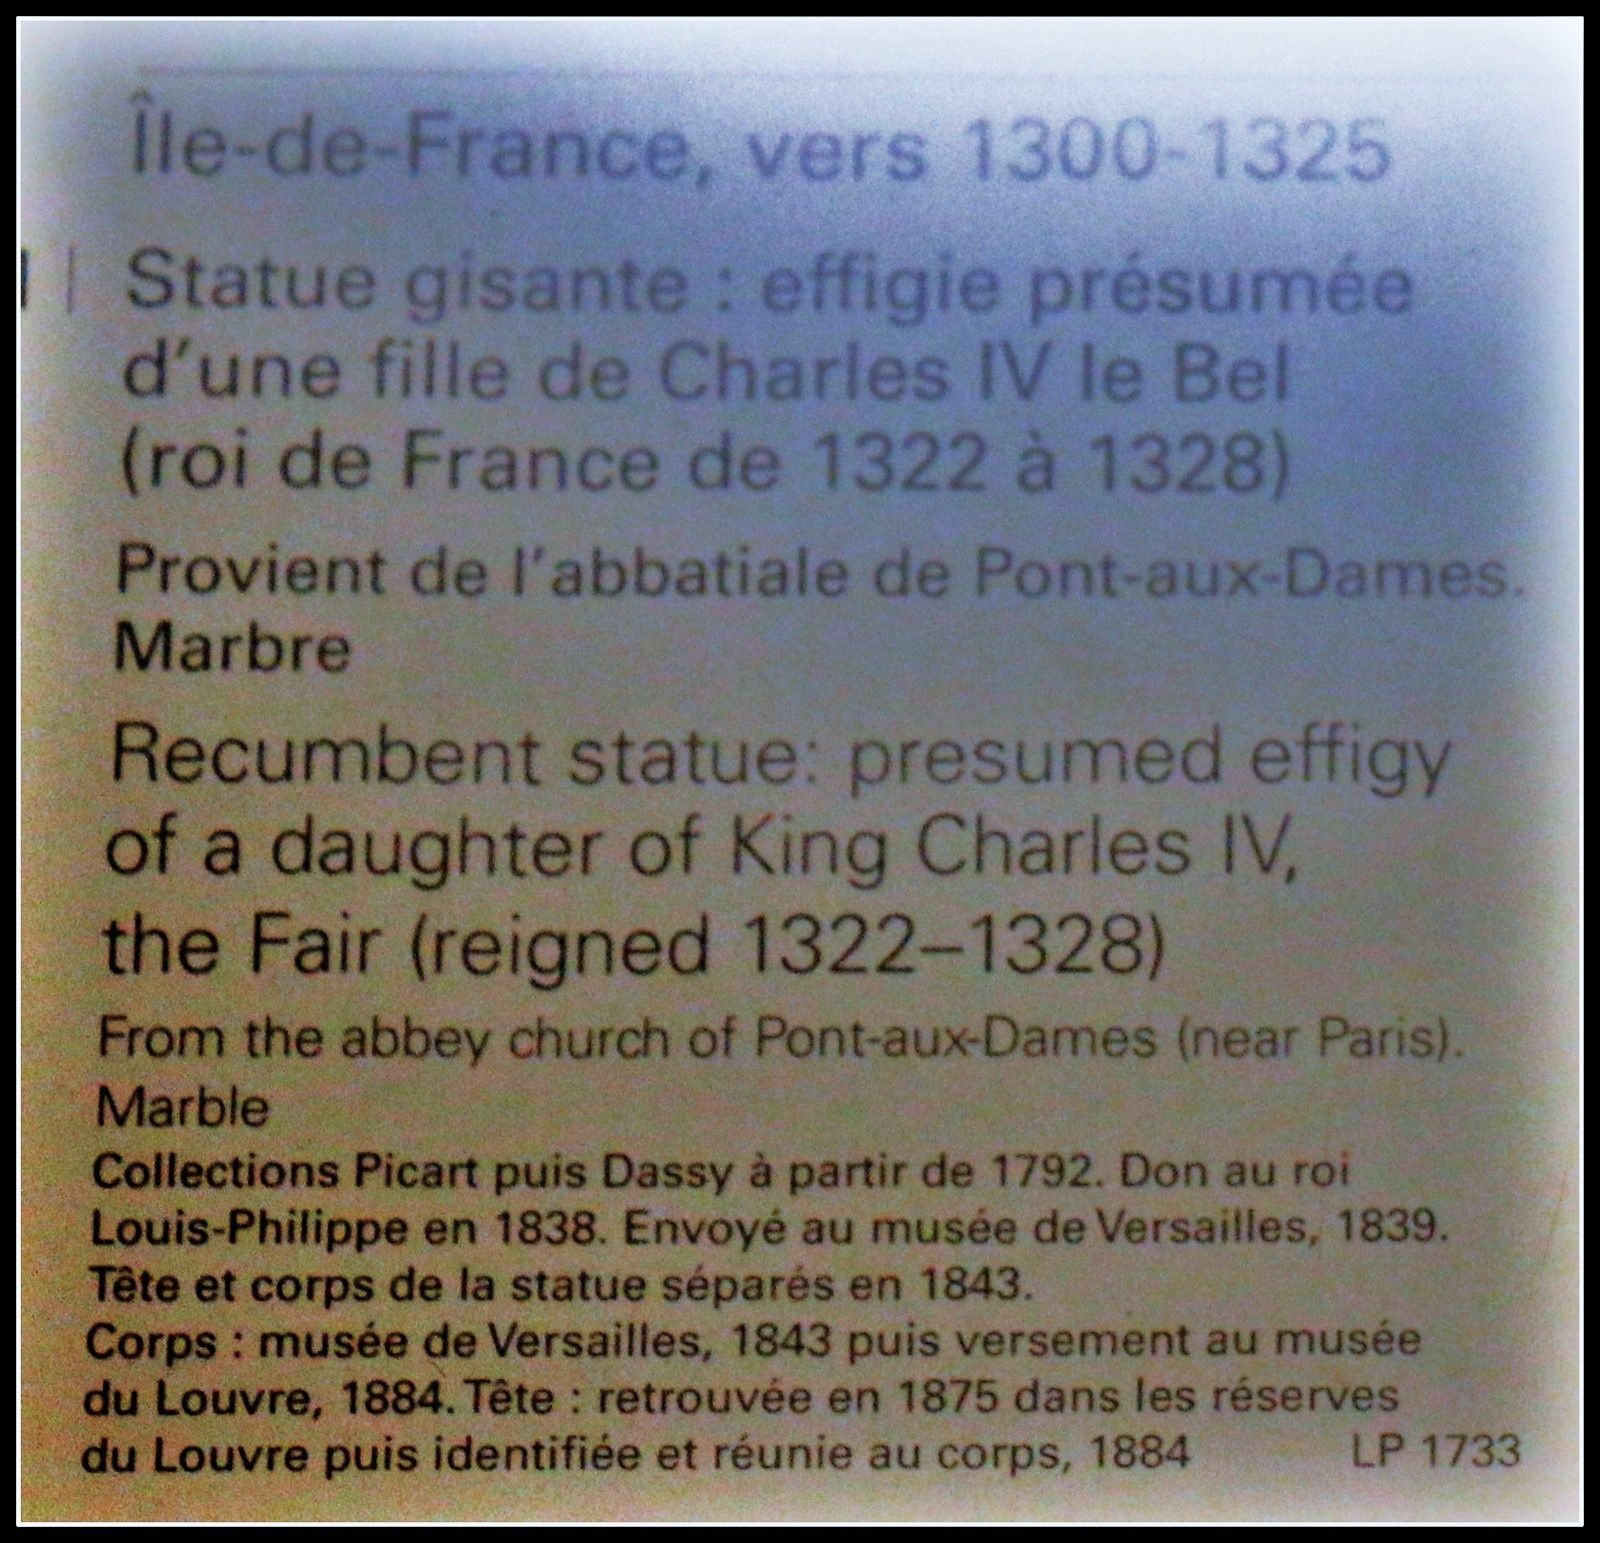 Île-de-France, vers 1300-1325
Statue gisante : effigie présumée
d'une fille de Charles IV le Bel
(roi de France de 1322 à 1328)
Provient de l'abbatiale de Pont-aux-Dames.
Marbre
Recumbent statue: presumed effigy
of a daughter of King Charles IV,
the Fair (reigned 1322–1328)
From the abbey church of Pont-aux-Dames (near Paris).
Marble
Collections Picart puis Dassy à partir de 1792. Don au roi
Louis-Philippe en 1838. Envoyé au musée de Versailles, 1839.
Tête et corps de la statue séparés en 1843.
Corps : musée de Versailles, 1843 puis versement au musée
du Louvre, 1884. Tête : retrouvée en 1875 dans les réserves
du Louvre puis identifiée et réunie au corps, 1884 LP 1733